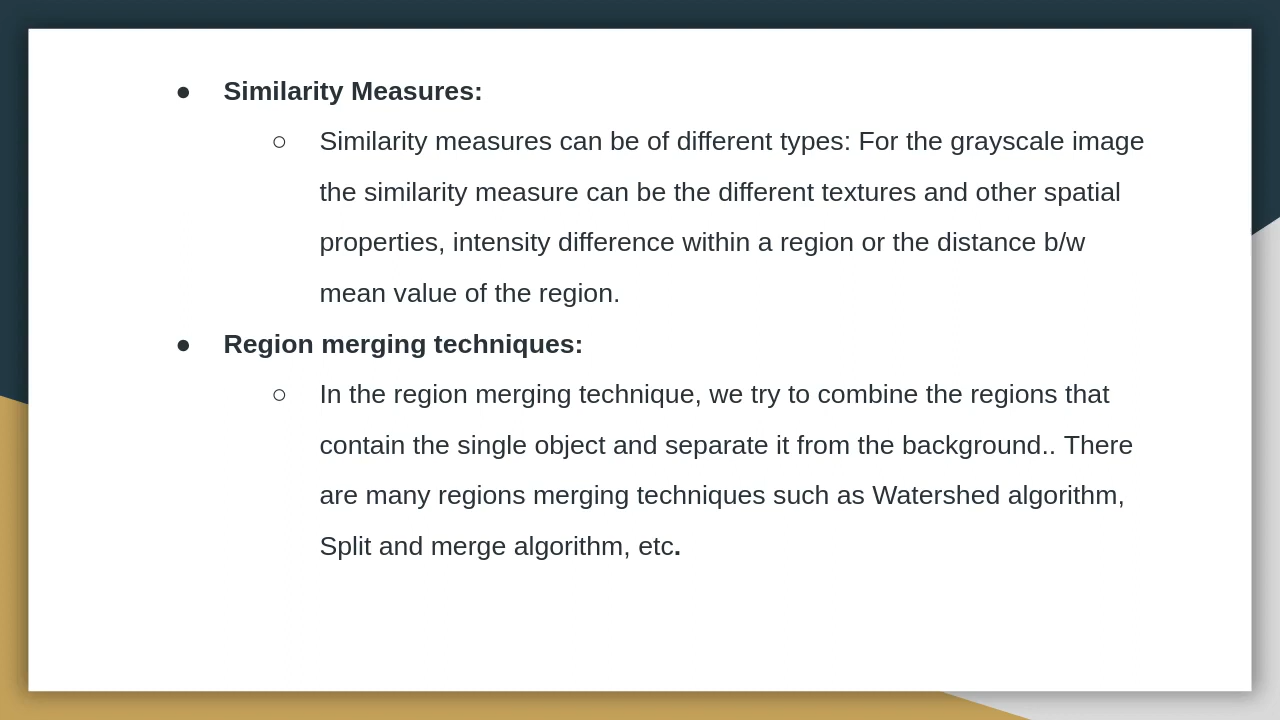 ● Similarity Measures:
○ Similarity measures can be of different types: For the grayscale image
the similarity measure can be the different textures and other spatial
properties, intensity difference within a region or the distance b/w
mean value of the region.
● Region merging techniques:
○ In the region merging technique, we try to combine the regions that
contain the single object and separate it from the background.. There
are many regions merging techniques such as Watershed algorithm,
Split and merge algorithm, etc.